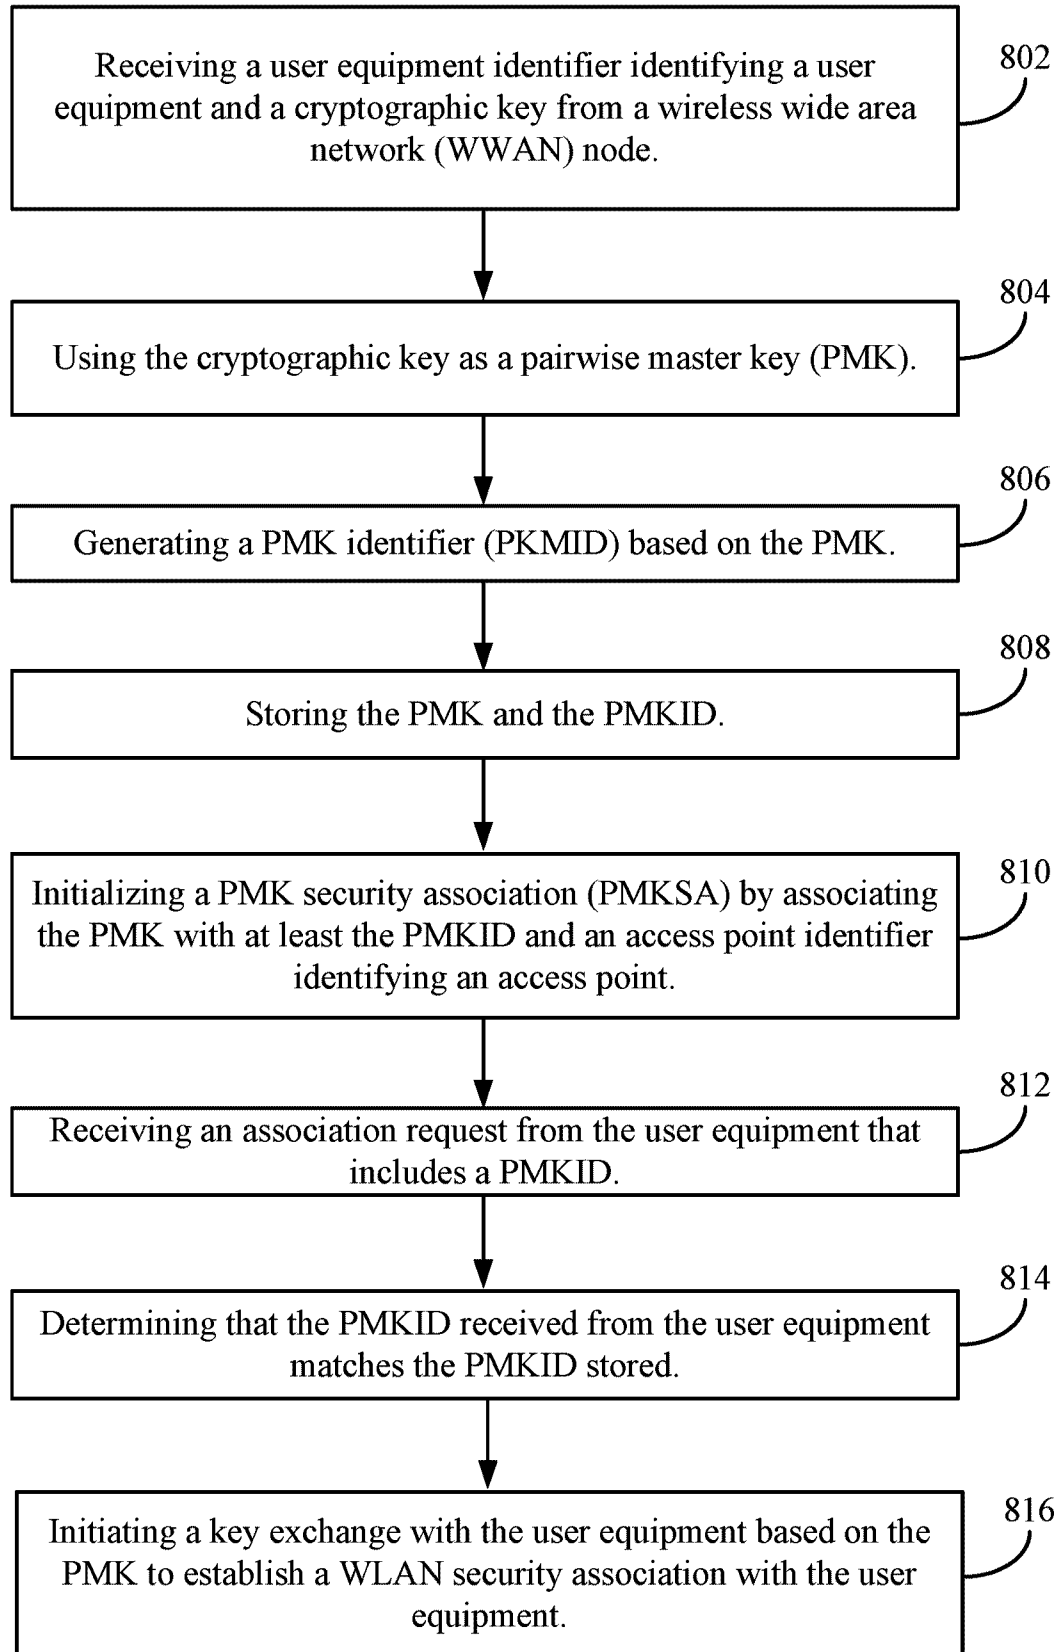 Receiving a user equipment identifier identifying a user
equipment and a cryptographic key from a wireless wide area
network (WWAN) node.
802
Using the cryptographic key as a pairwise master key (PMK).
804
Generating a PMK identifier (PKMID) based on the PMK.
806
Storing the PMK and the PMKID.
808
Initializing a PMK security association (PMKSA) by associating
the PMK with at least the PMKID and an access point identifier
identifying an access point.
810
Receiving an association request from the user equipment that
includes a PMKID.
812
Determining that the PMKID received from the user equipment
matches the PMKID stored.
814
Initiating a key exchange with the user equipment based on the
PMK to establish a WLAN security association with the user
equipment.
816